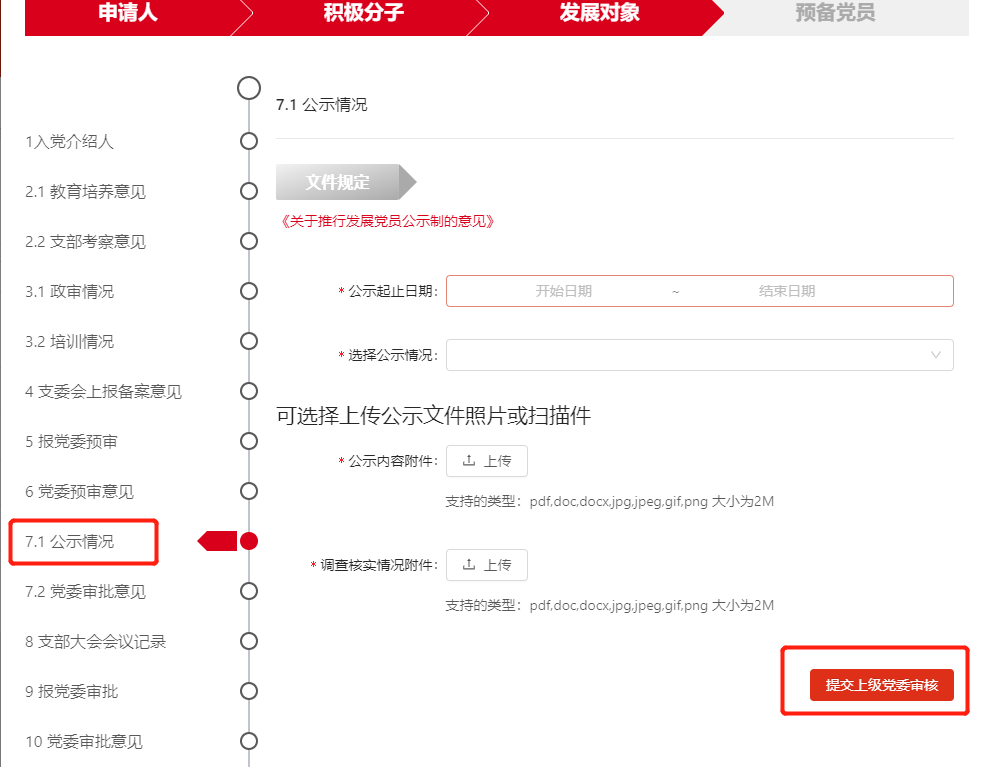 申请人 积极分子 发展对象 预备党员
7.1 公示情况
1入党介绍人
文件规定
2.1 教育培养意见
《关于推行发展党员公示制的意见》
2.2 支部考察意见
3.1 政审情况
* 公示起止日期: 开始日期 ~ 结束日期
3.2 培训情况
* 选择公示情况:
4 支委会上报备案意见
可选择上传公示文件照片或扫描件
5 报党委预审
* 公示内容附件: 上传
6 党委预审意见
支持的类型: pdf,doc,docx,jpg,jpeg,gif,png 大小为2M
7.1 公示情况
* 调查核实情况附件: 上传
7.2 党委审批意见
支持的类型: pdf,doc,docx,jpg,jpeg,gif,png 大小为2M
8 支部大会会议记录
9 报党委审批
提交上级党委审核
10 党委审批意见